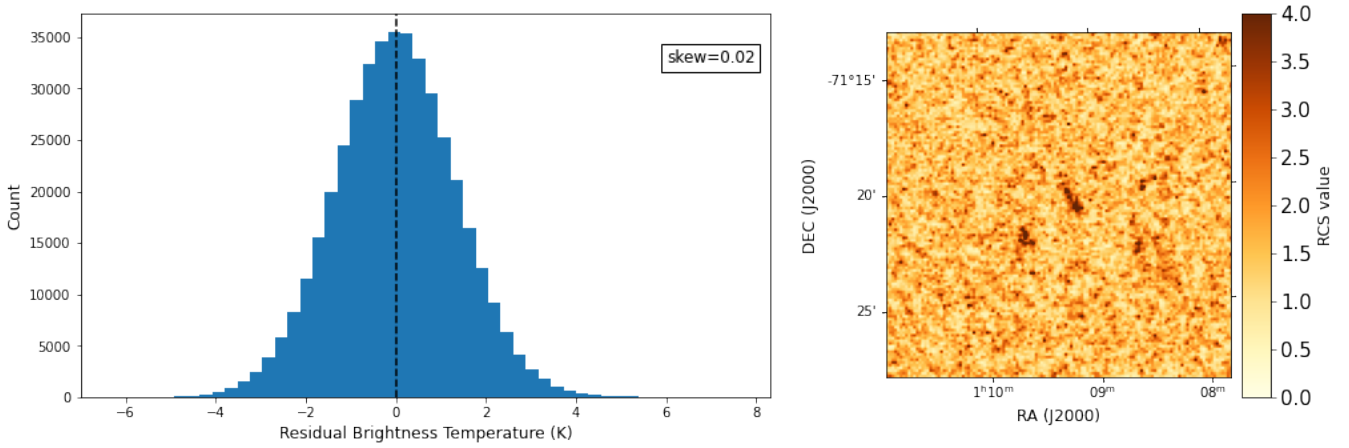 35000
30000
25000
20000
15000
10000
5000
0
Count
skew=0.02
−6 −4 −2 0 2 4 6 8
Residual Brightness Temperature (K)
-71°15'
20'
25'
DEC (J2000)
1ʰ10ᵐ 09ᵐ 08ᵐ
RA (J2000)
4.0
3.5
3.0
2.5
2.0
1.5
1.0
0.5
0.0
RCS value